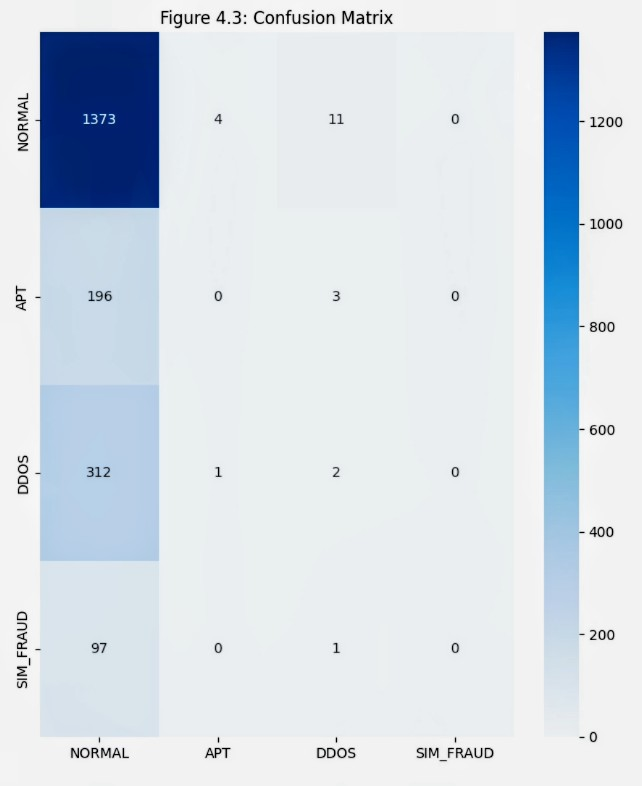 Figure 4.3: Confusion Matrix
NORMAL 1373 4 11 0
APT 196 0 3 0
DDOS 312 1 2 0
SIM_FRAUD 97 0 1 0
NORMAL APT DDOS SIM_FRAUD
1200
1000
800
600
400
200
0